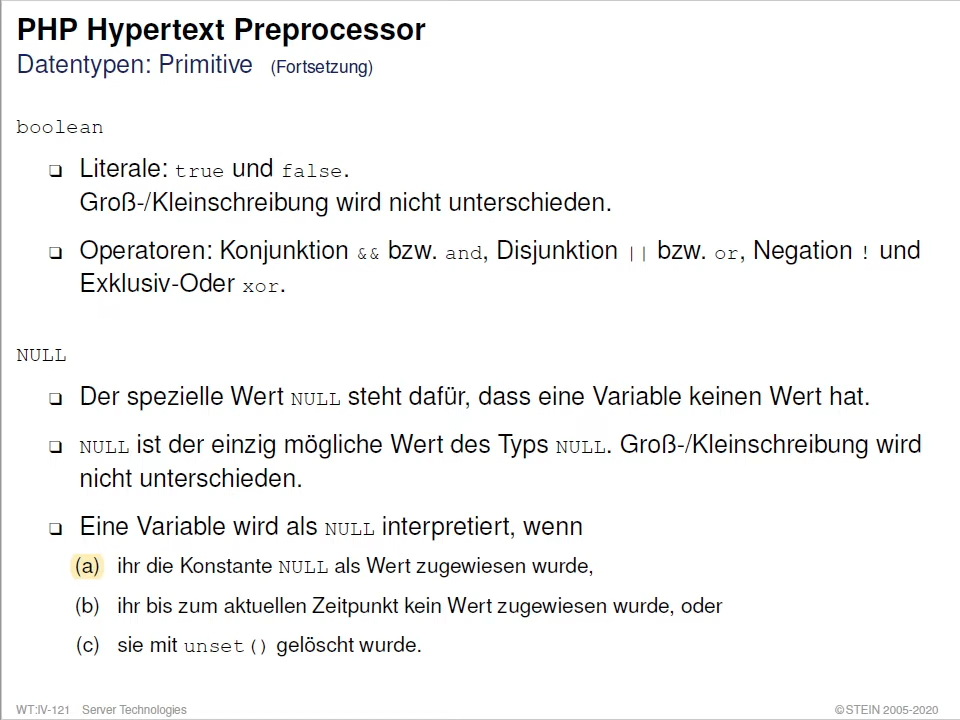 PHP Hypertext Preprocessor
Datentypen: Primitive (Fortsetzung)
boolean
❑ Literale: true und false.
Groß-/Kleinschreibung wird nicht unterschieden.
❑ Operatoren: Konjunktion && bzw. and, Disjunktion || bzw. or, Negation ! und
Exklusiv-Oder xor.
NULL
❑ Der spezielle Wert NULL steht dafür, dass eine Variable keinen Wert hat.
❑ NULL ist der einzig mögliche Wert des Typs NULL. Groß-/Kleinschreibung wird
nicht unterschieden.
❑ Eine Variable wird als NULL interpretiert, wenn
(a) ihr die Konstante NULL als Wert zugewiesen wurde,
(b) ihr bis zum aktuellen Zeitpunkt kein Wert zugewiesen wurde, oder
(c) sie mit unset() gelöscht wurde.
WT:IV-121 Server Technologies ©STEIN 2005-2020